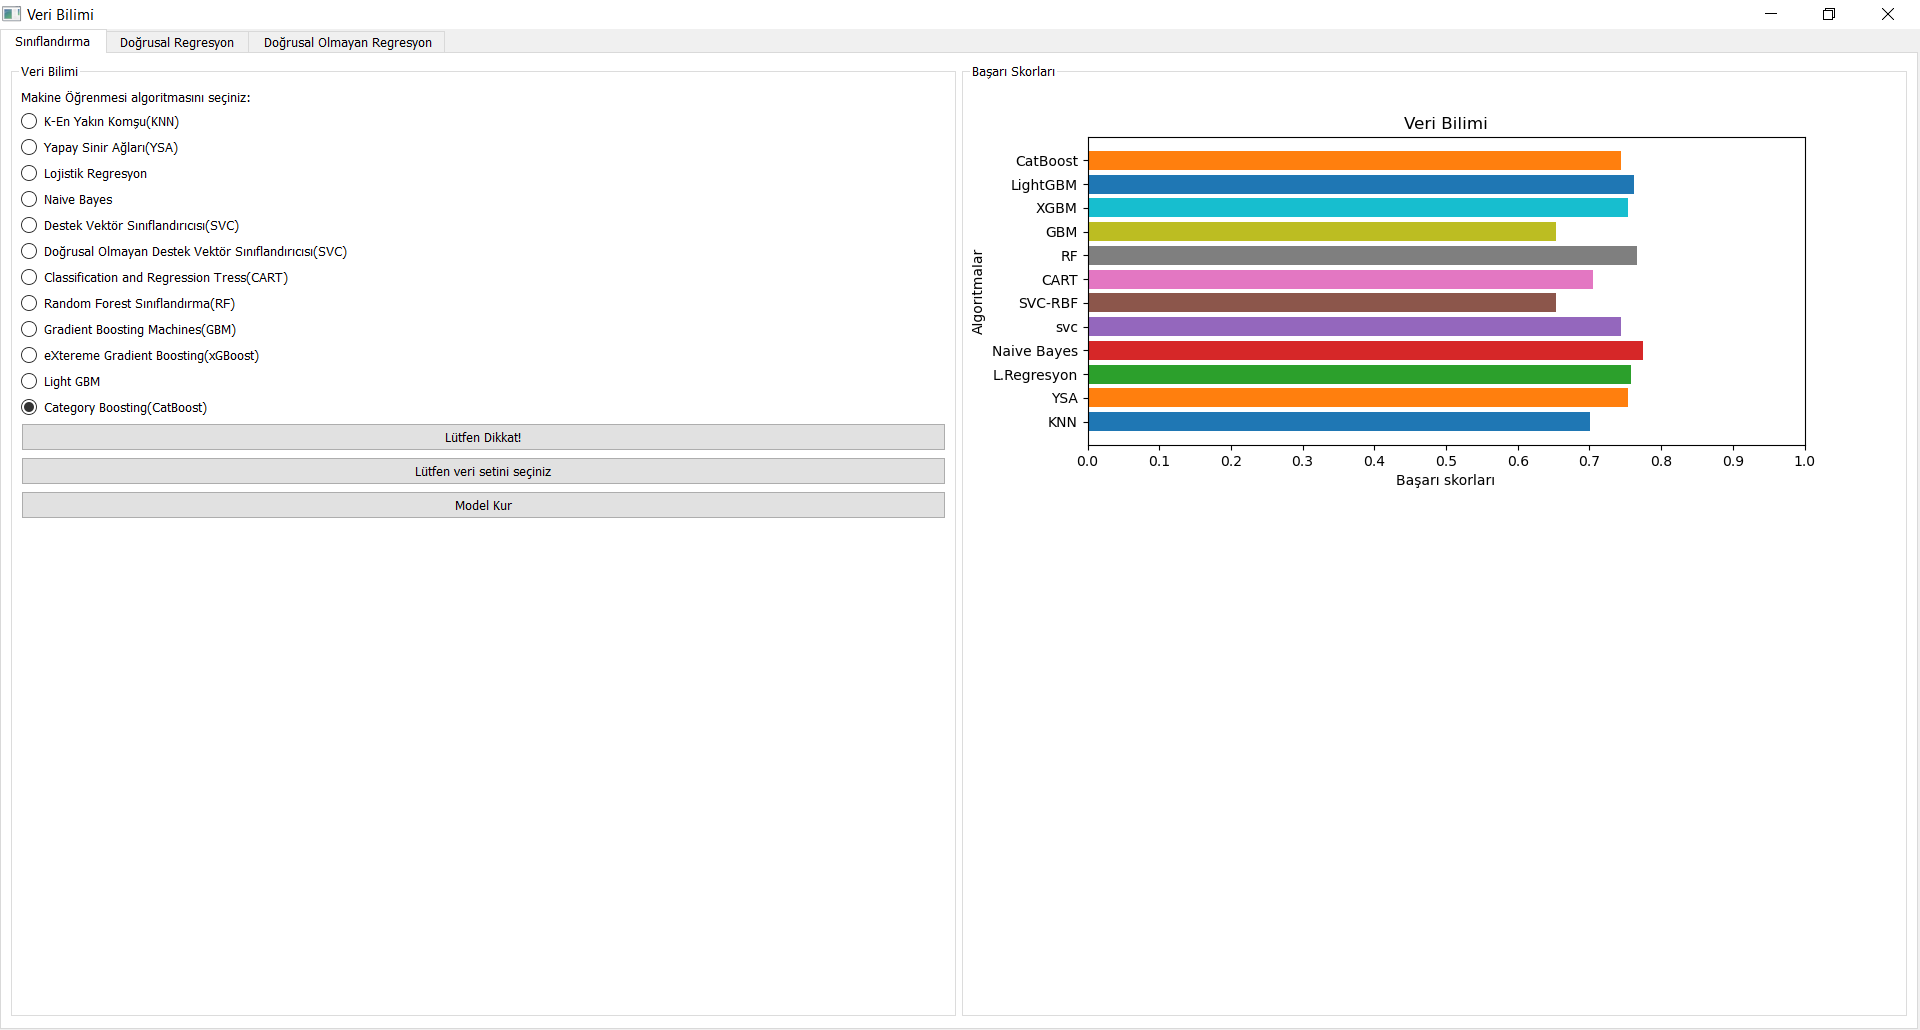 Veri Bilimi
Sınıflandırma
Doğrusal Regresyon
Doğrusal Olmayan Regresyon
Veri Bilimi
Makine Öğrenmesi algoritmasını seçiniz:
K-En Yakın Komşu(KNN)
Yapay Sinir Ağları(YSA)
Lojistik Regresyon
Naive Bayes
Destek Vektör Sınıflandırıcısı(SVC)
Doğrusal Olmayan Destek Vektör Sınıflandırıcısı(SVC)
Classification and Regression Tress(CART)
Random Forest Sınıflandırma(RF)
Gradient Boosting Machines(GBM)
eXtereme Gradient Boosting(xGBoost)
Light GBM
Category Boosting(CatBoost)
Lütfen Dikkat!
Lütfen veri setini seçiniz
Model Kur
Başarı Skorları
Veri Bilimi
Algoritmalar
CatBoost
LightGBM
XGBM
GBM
RF
CART
SVC-RBF
svc
Naive Bayes
L.Regresyon
YSA
KNN
0.0 0.1 0.2 0.3 0.4 0.5 0.6 0.7 0.8 0.9 1.0
Başarı skorları